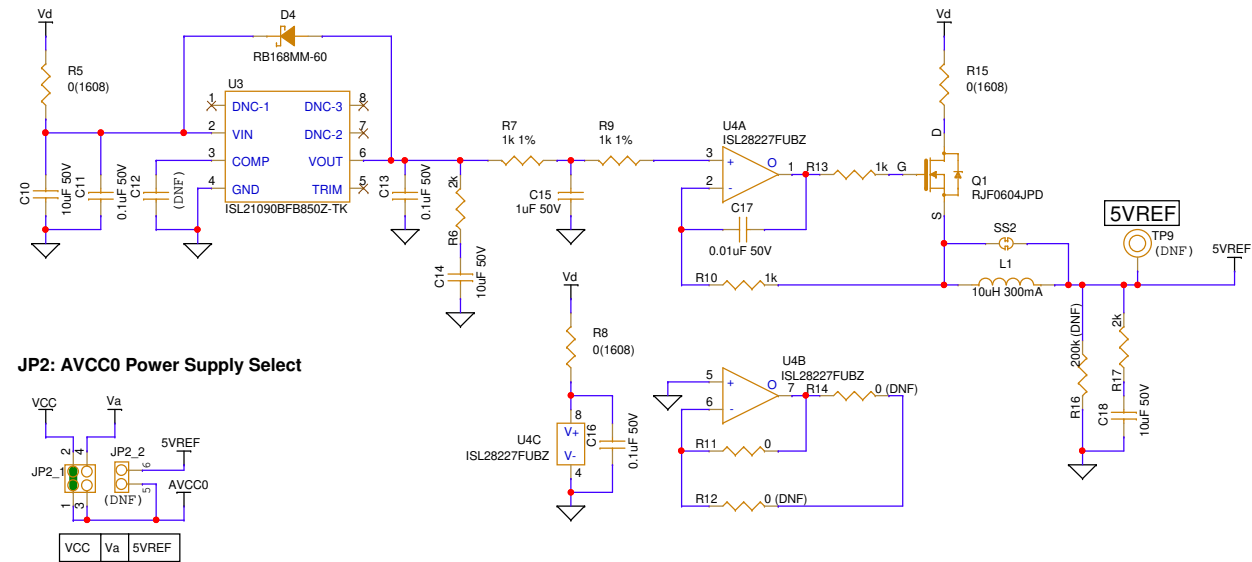 Vd
D4
RB168MM-60
R5
0(1608)
U3
1 DNC-1 DNC-3 8
DNC-2 7
2 VIN
3 COMP VOUT 6
4 GND TRIM 5
ISL21090BFB850Z-TK
C10
10uF 50V
C11
0.1uF 50V
C12
(DNF)
C13
0.1uF 50V
2k
R6
C14
10uF 50V
R7
1k 1%
R9
1k 1%
C15
1uF 50V
U4A
ISL28227FUBZ
3 + O 1
2 -
R13 1k
C17
0.01uF 50V
R10 1k
Vd
R15
0(1608)
D
G
S
Q1
RJF0604JPD
SS2
L1
10uH 300mA
5VREF
TP9
(DNF)
5VREF
200k (DNF)
R16
2k
R17
C18
10uF 50V
Vd
R8
0(1608)
8
V+
V-
4
U4C
ISL28227FUBZ
C16
0.1uF 50V
U4B
ISL28227FUBZ
5 + O 7
6 -
R14 0 (DNF)
R11 0
R12 0 (DNF)
JP2: AVCC0 Power Supply Select
VCC Va
5VREF
2 4
JP2_1
JP2_2
6
5
(DNF)
AVCC0
1 3
VCC Va 5VREF